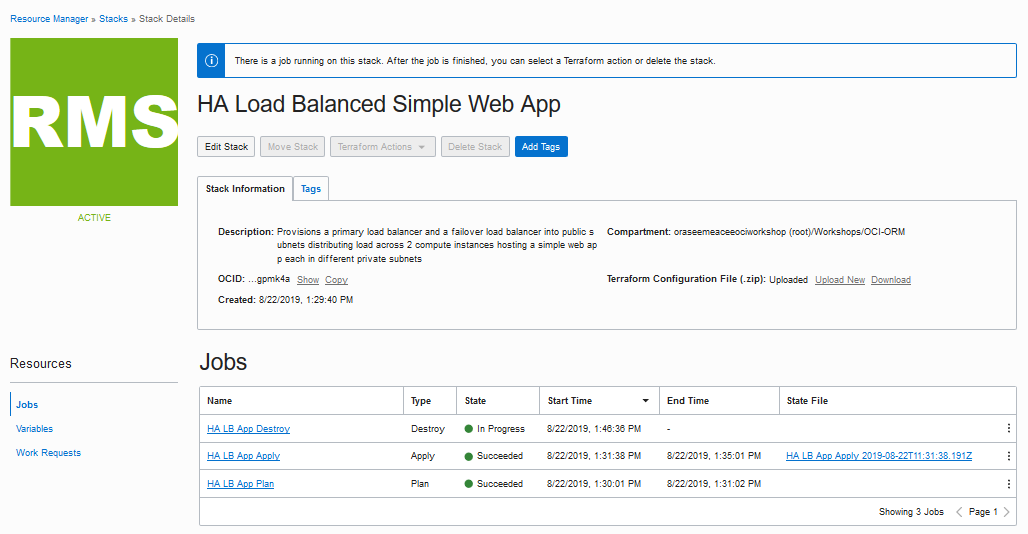 Resource Manager » Stacks » Stack Details
RMS
ACTIVE
There is a job running on this stack. After the job is finished, you can select a Terraform action or delete the stack.
HA Load Balanced Simple Web App
Edit Stack Move Stack Terraform Actions Delete Stack Add Tags
Stack Information Tags
Description: Provisions a primary load balancer and a failover load balancer into public s
ubnets distributing load across 2 compute instances hosting a simple web ap
p each in different private subnets
Compartment: oraseemeaceeociworkshop (root)/Workshops/OCI-ORM
OCID: ...gpmk4a Show Copy
Terraform Configuration File (.zip): Uploaded Upload New Download
Created: 8/22/2019, 1:29:40 PM
Resources
Jobs
Variables
Work Requests
Jobs
Name Type State Start Time End Time State File
HA LB App Destroy Destroy In Progress 8/22/2019, 1:46:36 PM -
HA LB App Apply Apply Succeeded 8/22/2019, 1:31:38 PM 8/22/2019, 1:35:01 PM HA LB App Apply 2019-08-22T11:31:38.191Z
HA LB App Plan Plan Succeeded 8/22/2019, 1:30:01 PM 8/22/2019, 1:31:02 PM
Showing 3 Jobs < Page 1 >